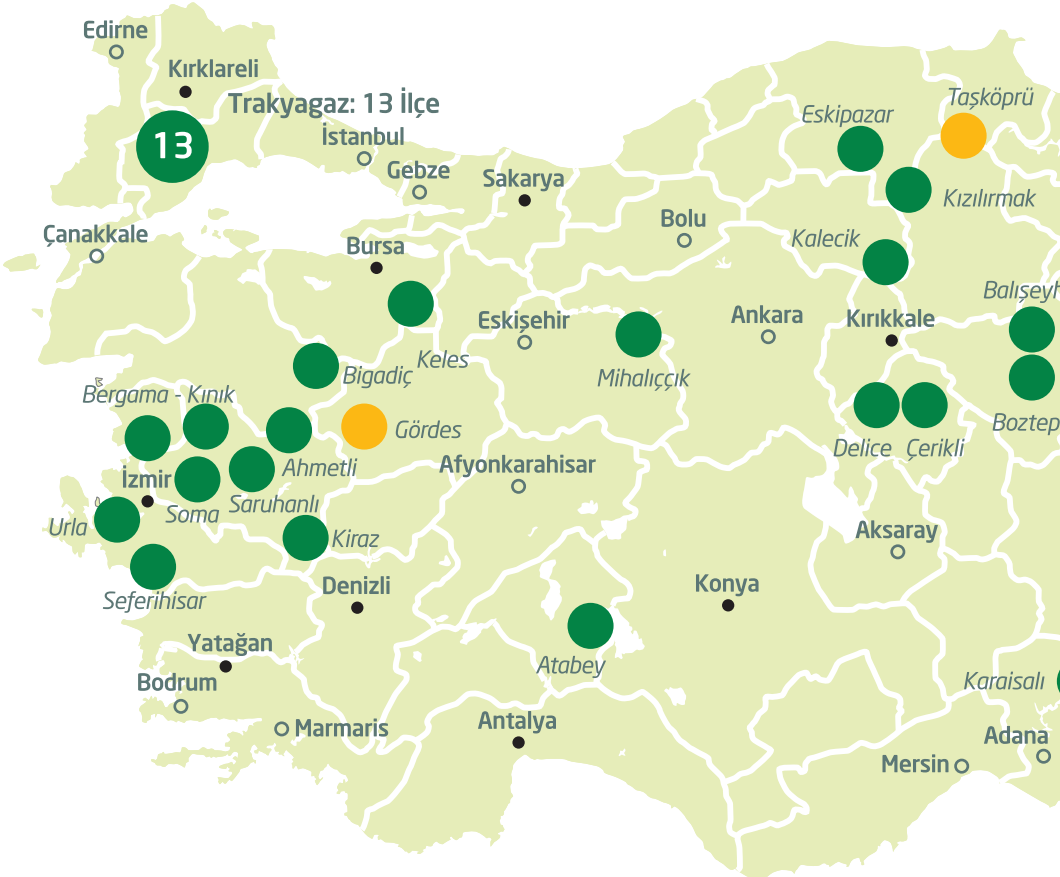 Edirne
Kırklareli
Trakyagaz: 13 İlçe
13
İstanbul
Gebze
Sakarya
Taşköprü
Eskipazar
Kızılırmak
Çanakkale
Bursa
Bolu
Kalecik
Balışeyh
Eskişehir
Ankara
Kırıkkale
Keles
Bigadiç
Mihalıççık
Bergama - Kınık
Gördes
Boztep
Delice
Çerikli
Ahmetli
Afyonkarahisar
İzmir
Saruhanlı
Soma
Urla
Kiraz
Aksaray
Seferihisar
Denizli
Konya
Yatağan
Atabey
Bodrum
Karaisalı
Marmaris
Antalya
Adana
Mersin